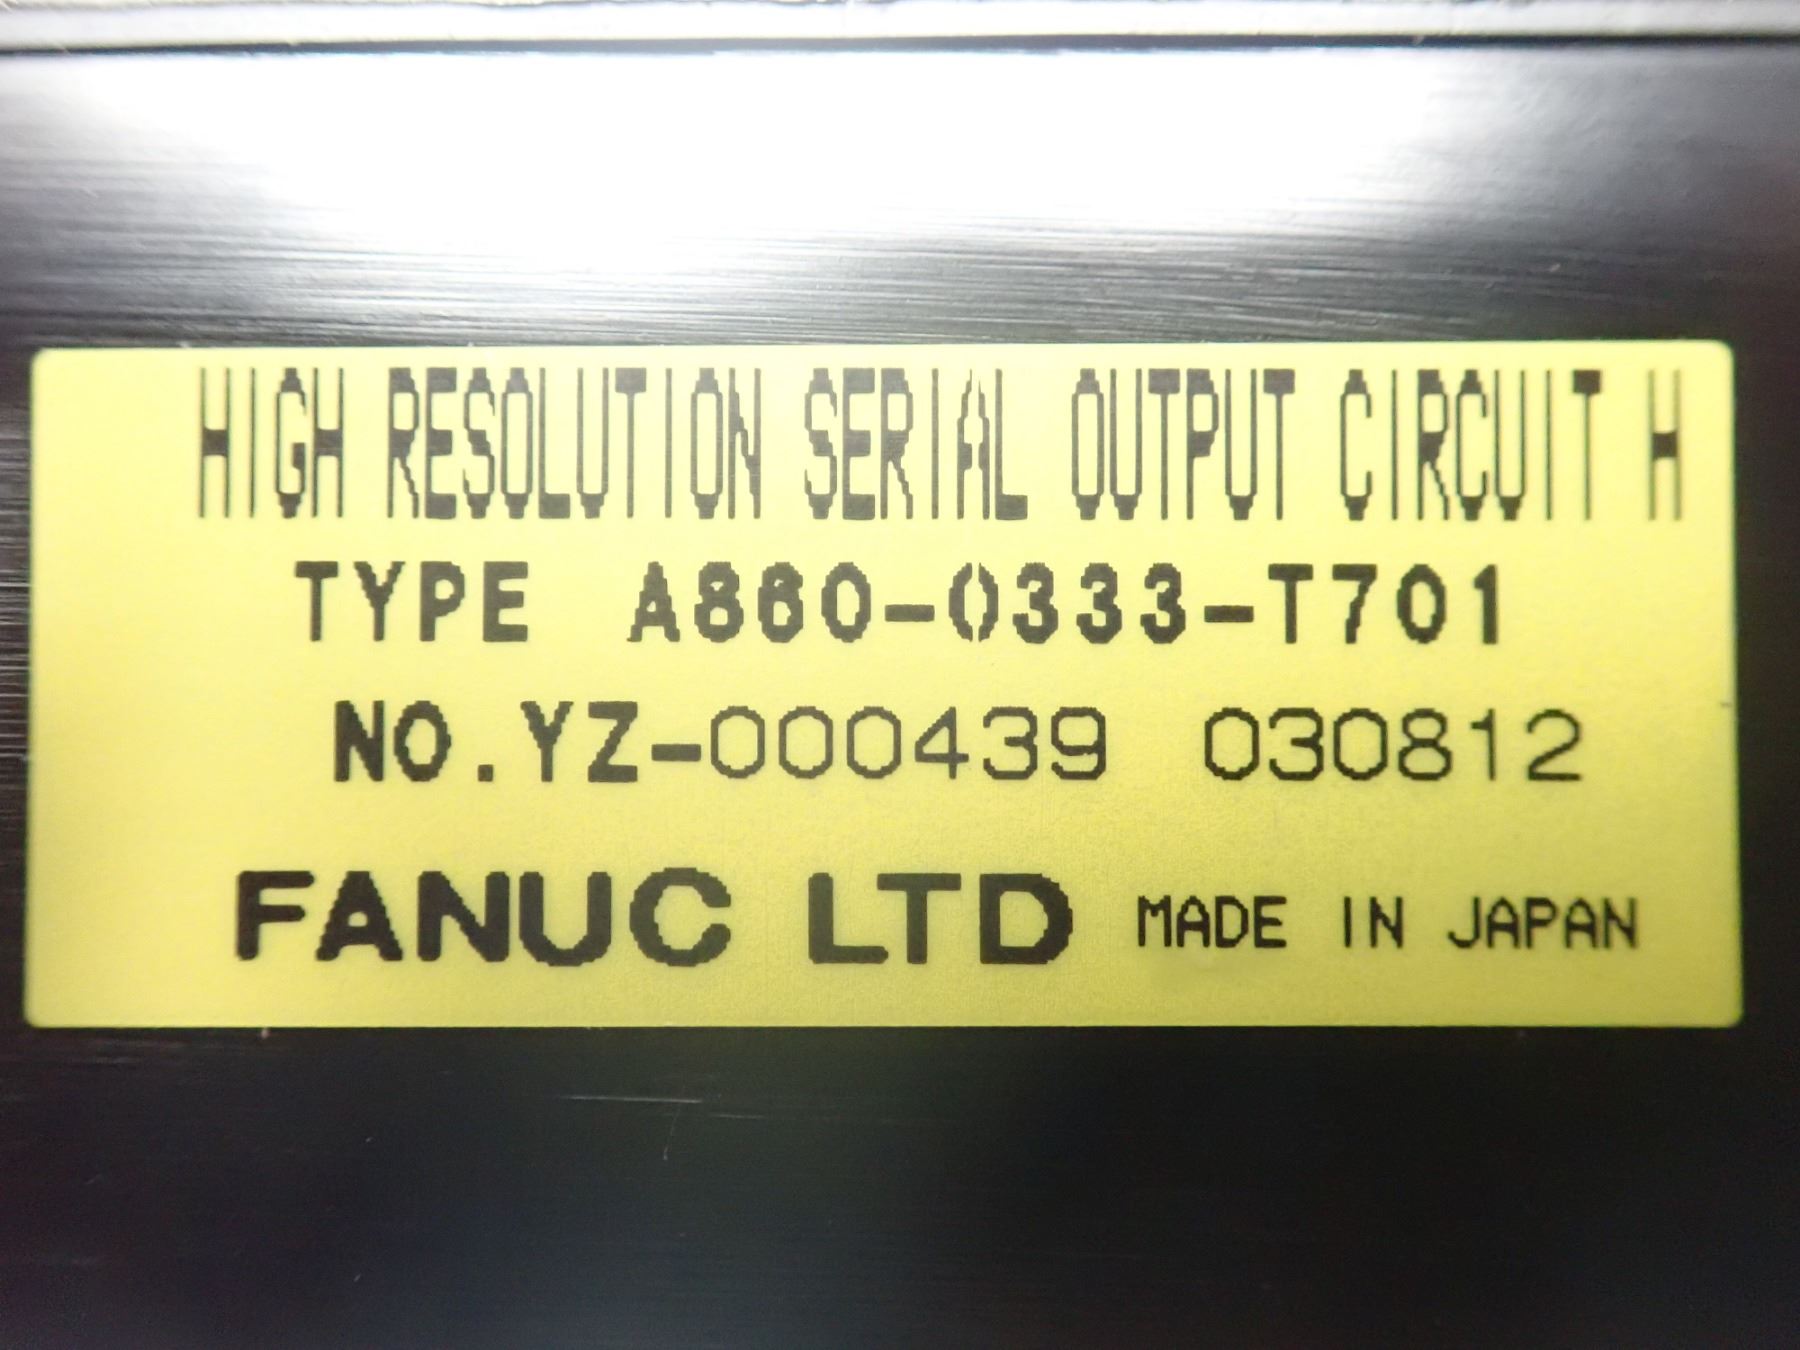 HIGH RESOLUTION SERIAL OUTPUT CIRCUIT H
TYPE A860-0333-T701
NO.YZ-000439 030812
FANUC LTD MADE IN JAPAN